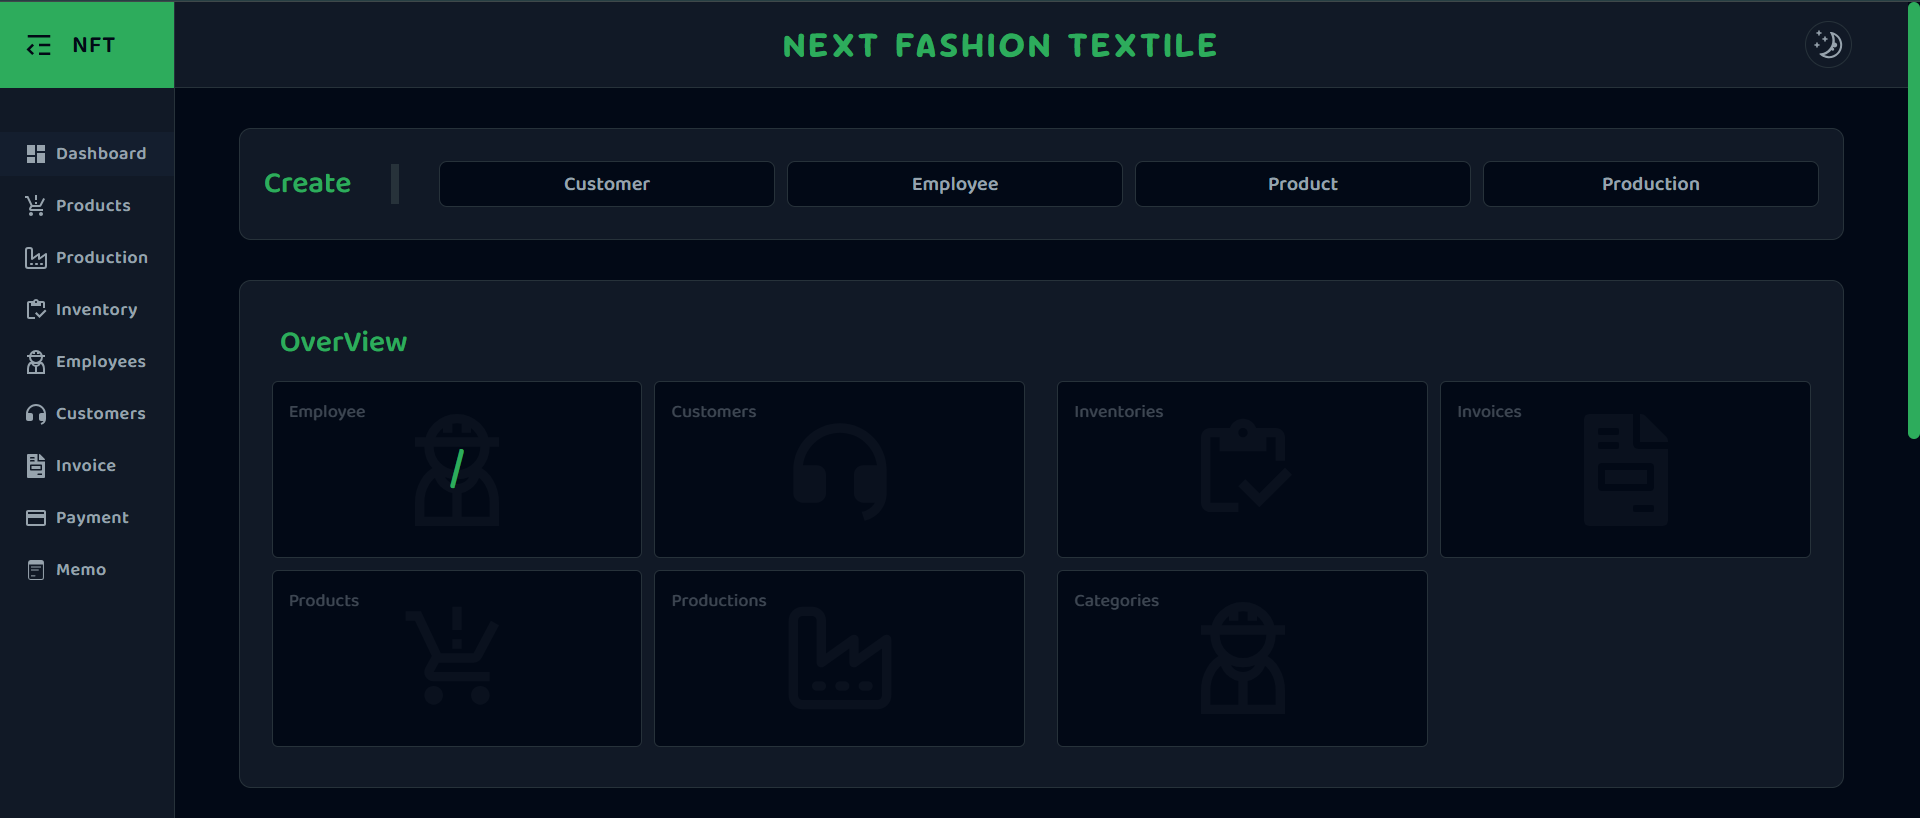 NFT
NEXT FASHION TEXTILE
Dashboard
Products
Production
Inventory
Employees
Customers
Invoice
Payment
Memo
Create
Customer
Employee
Product
Production
OverView
Employee
/
Customers
Inventories
Invoices
Products
Productions
Categories